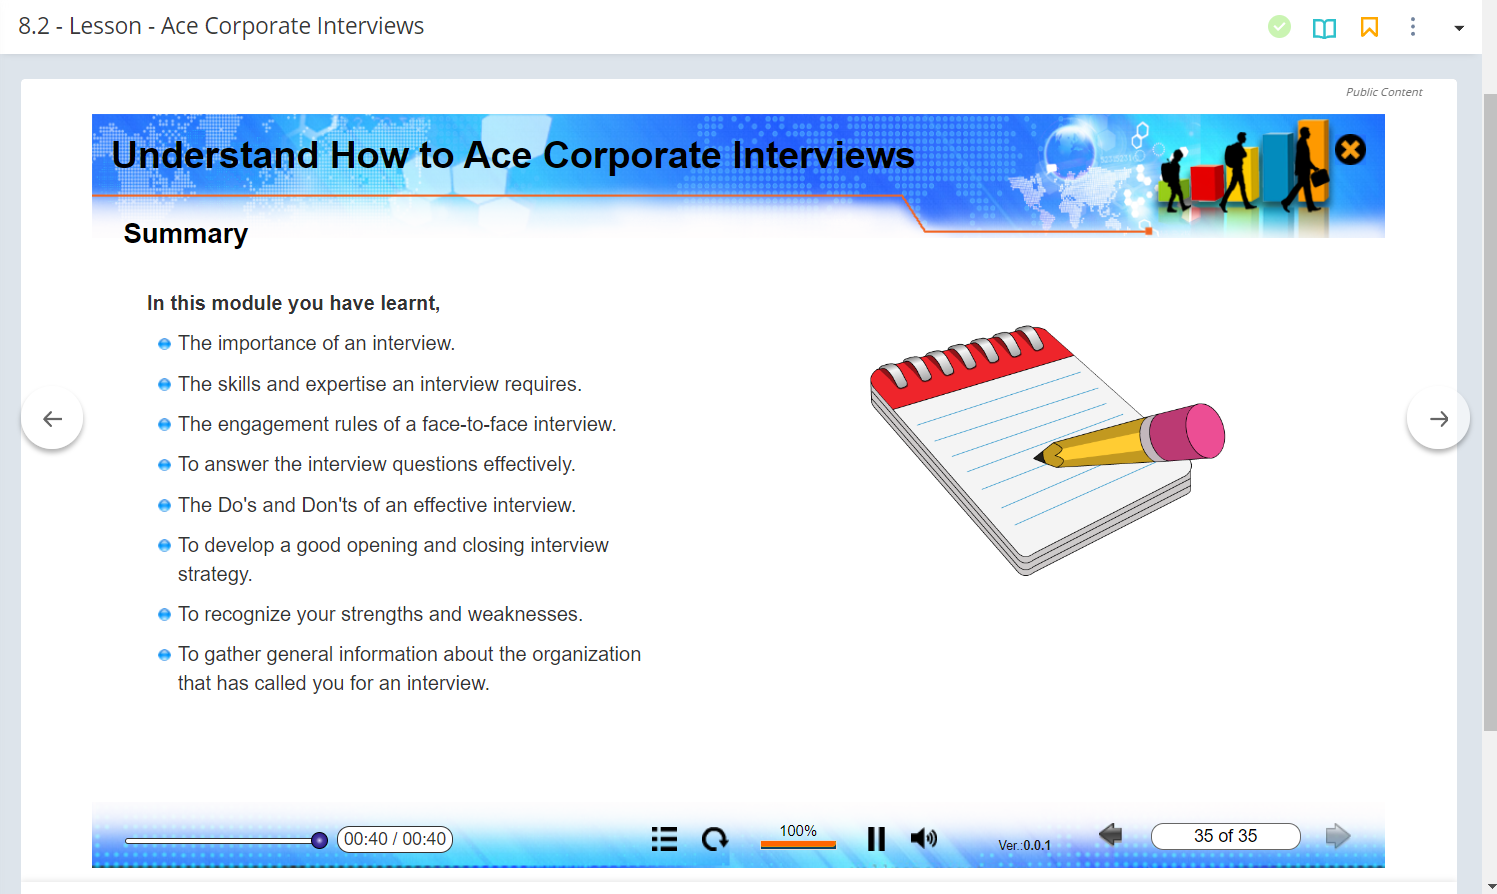 8.2 - Lesson - Ace Corporate Interviews
Public Content
Understand How to Ace Corporate Interviews
Summary
In this module you have learnt,
The importance of an interview.
The skills and expertise an interview requires.
The engagement rules of a face-to-face interview.
To answer the interview questions effectively.
The Do's and Don'ts of an effective interview.
To develop a good opening and closing interview
strategy.
To recognize your strengths and weaknesses.
To gather general information about the organization
that has called you for an interview.
00:40 / 00:40
100%
Ver.:0.0.1
35 of 35